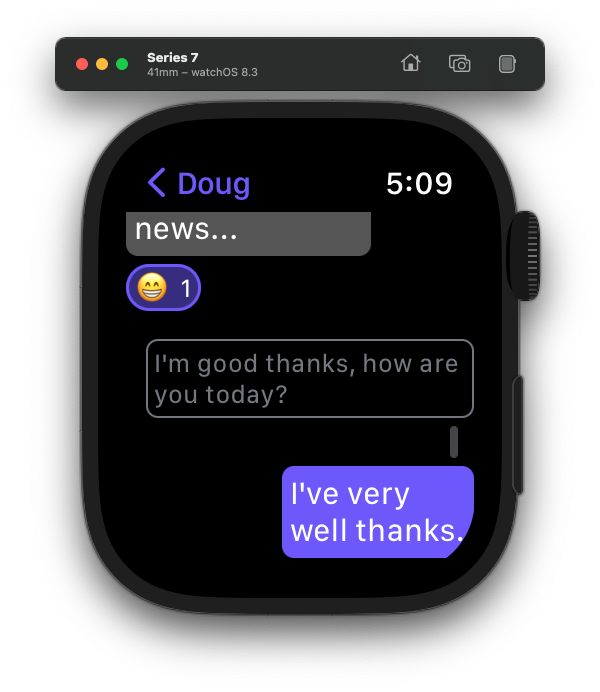 Series 7
41mm – watchOS 8.3
Doug
5:09
news...
😁 1
I'm good thanks, how are
you today?
I've very
well thanks.